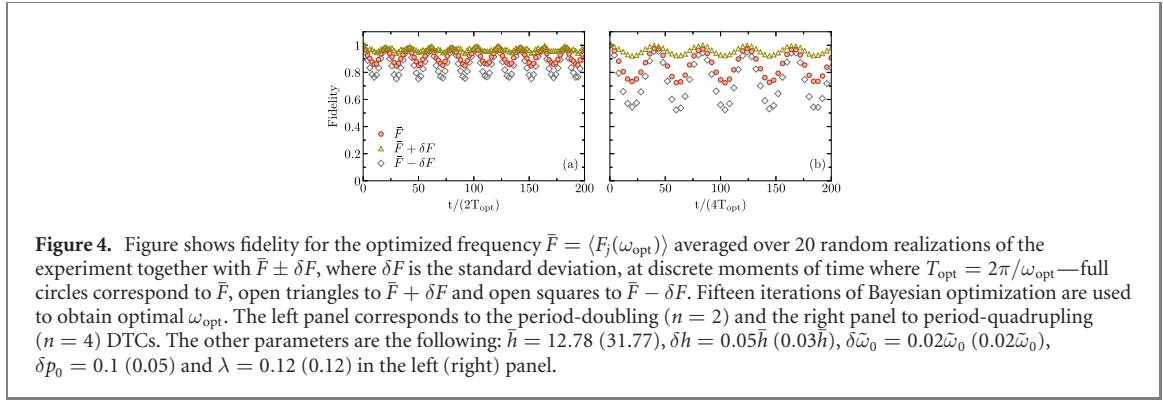 1
0.8
0.6
0.4
0.2
0
Fidelity
F̄
F̄ + δF
F̄ − δF
(a)
0 50 100 150 200
t/(2T_opt)
(b)
0 50 100 150 200
t/(4T_opt)
Figure 4. Figure shows fidelity for the optimized frequency F̄ = ⟨F_j(ω_opt)⟩ averaged over 20 random realizations of the
experiment together with F̄ ± δF, where δF is the standard deviation, at discrete moments of time where T_opt = 2π/ω_opt—full
circles correspond to F̄, open triangles to F̄ + δF and open squares to F̄ − δF. Fifteen iterations of Bayesian optimization are used
to obtain optimal ω_opt. The left panel corresponds to the period-doubling (n = 2) and the right panel to period-quadrupling
(n = 4) DTCs. The other parameters are the following: h̄ = 12.78 (31.77), δh = 0.05h̄ (0.03h̄), δω̃₀ = 0.02ω̃₀ (0.02ω̃₀),
δp₀ = 0.1 (0.05) and λ = 0.12 (0.12) in the left (right) panel.